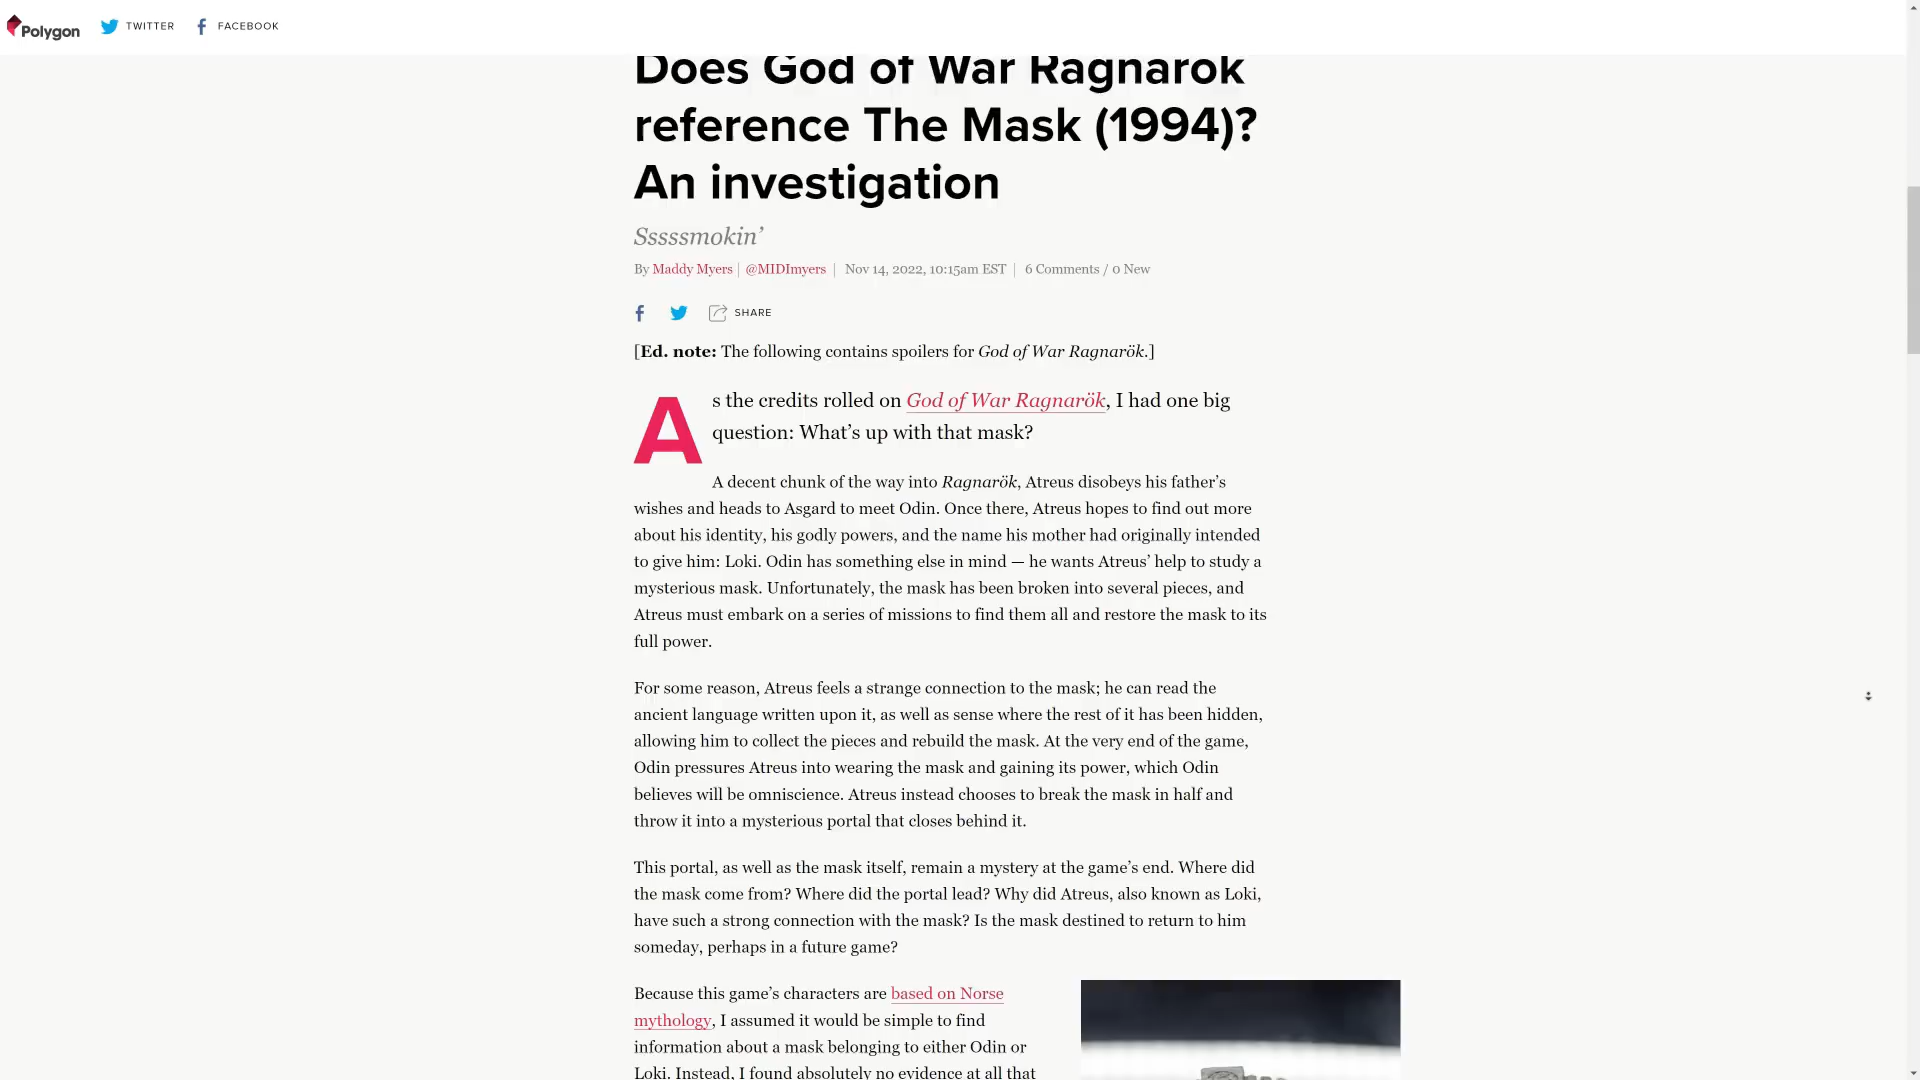 Polygon TWITTER FACEBOOK
Does God of War Ragnarök
reference The Mask (1994)?
An investigation
Sssssmokin’
By Maddy Myers | @MIDImyers | Nov 14, 2022, 10:15am EST | 6 Comments / 0 New
SHARE
[Ed. note: The following contains spoilers for God of War Ragnarök.]
As the credits rolled on God of War Ragnarök, I had one big
question: What’s up with that mask?
A decent chunk of the way into Ragnarök, Atreus disobeys his father’s
wishes and heads to Asgard to meet Odin. Once there, Atreus hopes to find out more
about his identity, his godly powers, and the name his mother had originally intended
to give him: Loki. Odin has something else in mind — he wants Atreus’ help to study a
mysterious mask. Unfortunately, the mask has been broken into several pieces, and
Atreus must embark on a series of missions to find them all and restore the mask to its
full power.
For some reason, Atreus feels a strange connection to the mask; he can read the
ancient language written upon it, as well as sense where the rest of it has been hidden,
allowing him to collect the pieces and rebuild the mask. At the very end of the game,
Odin pressures Atreus into wearing the mask and gaining its power, which Odin
believes will be omniscience. Atreus instead chooses to break the mask in half and
throw it into a mysterious portal that closes behind it.
This portal, as well as the mask itself, remain a mystery at the game’s end. Where did
the mask come from? Where did the portal lead? Why did Atreus, also known as Loki,
have such a strong connection with the mask? Is the mask destined to return to him
someday, perhaps in a future game?
Because this game’s characters are based on Norse
mythology, I assumed it would be simple to find
information about a mask belonging to either Odin or
Loki. Instead, I found absolutely no evidence at all that